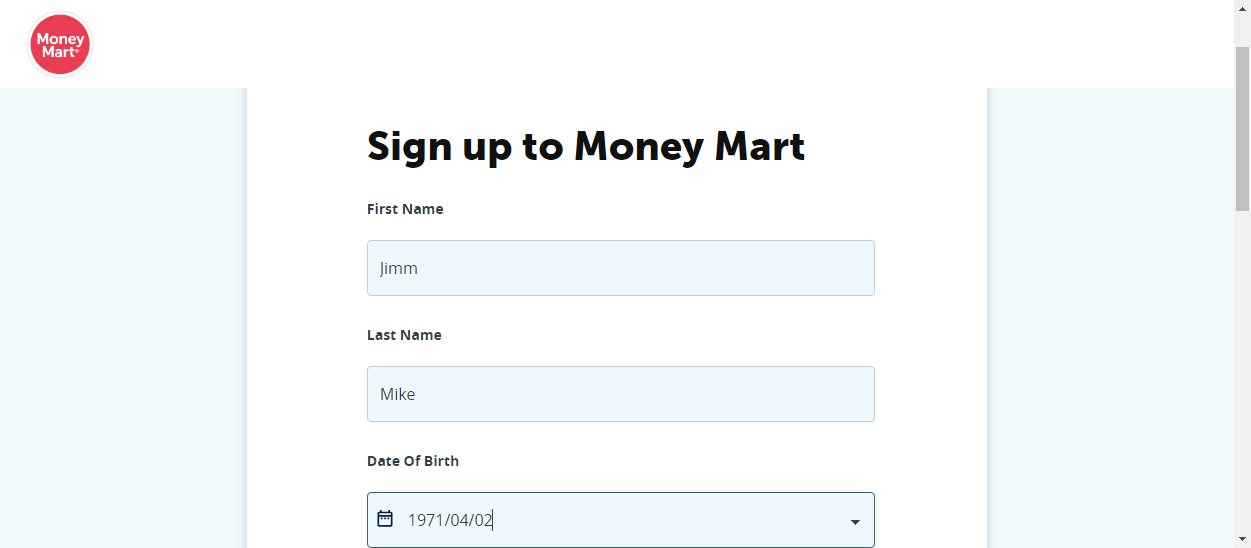 Money
Mart
Sign up to Money Mart
First Name
Jimm
Last Name
Mike
Date Of Birth
1971/04/02